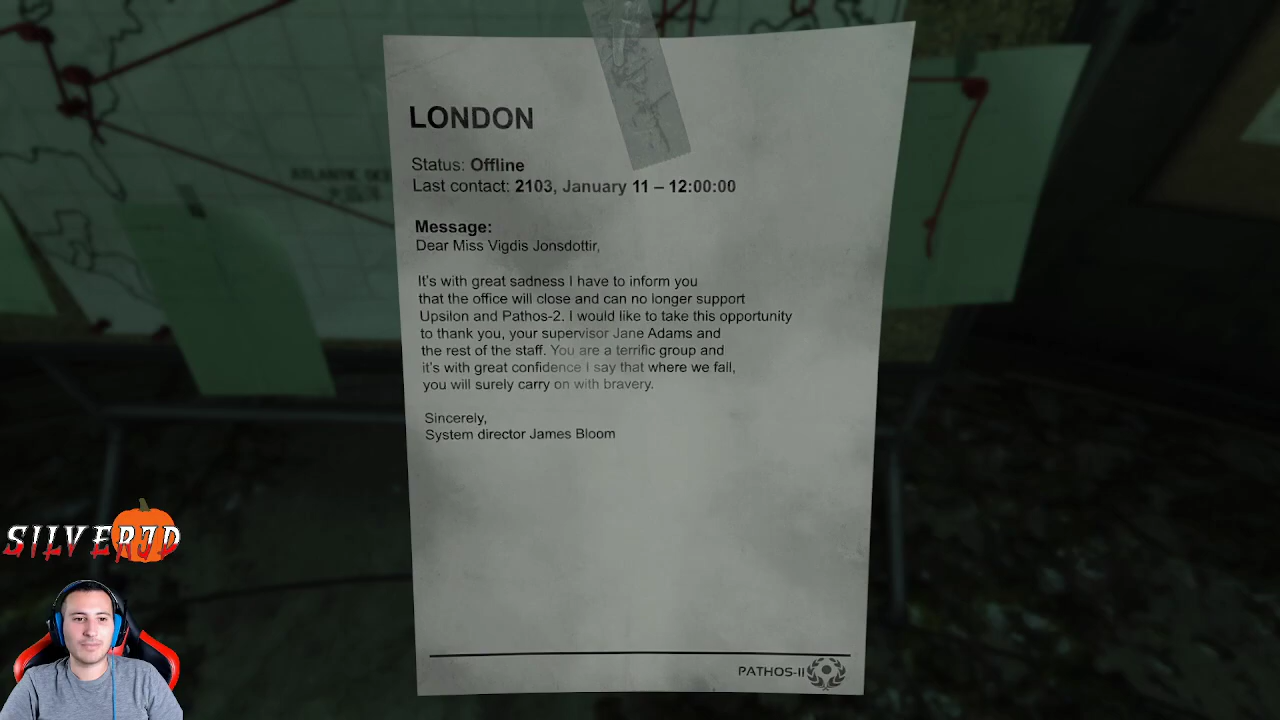 LONDON
Status: Offline
Last contact: 2103, January 11 – 12:00:00
Message:
Dear Miss Vigdis Jonsdottir,
It's with great sadness I have to inform you
that the office will close and can no longer support
Upsilon and Pathos-2. I would like to take this opportunity
to thank you, your supervisor Jane Adams and
the rest of the staff. You are a terrific group and
it's with great confidence I say that where we fall,
you will surely carry on with bravery.
Sincerely,
System director James Bloom
PATHOS-II
SILVER7D